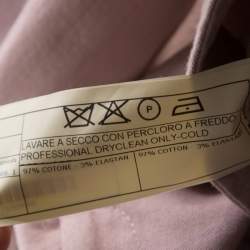 P
LAVARE A SECCO CON PERCLORO A FREDDO
PROFESSIONAL DRYCLEAN ONLY-COLD
97% COTONE - 3% ELASTAN
97% COTTON - 3% ELASTAN